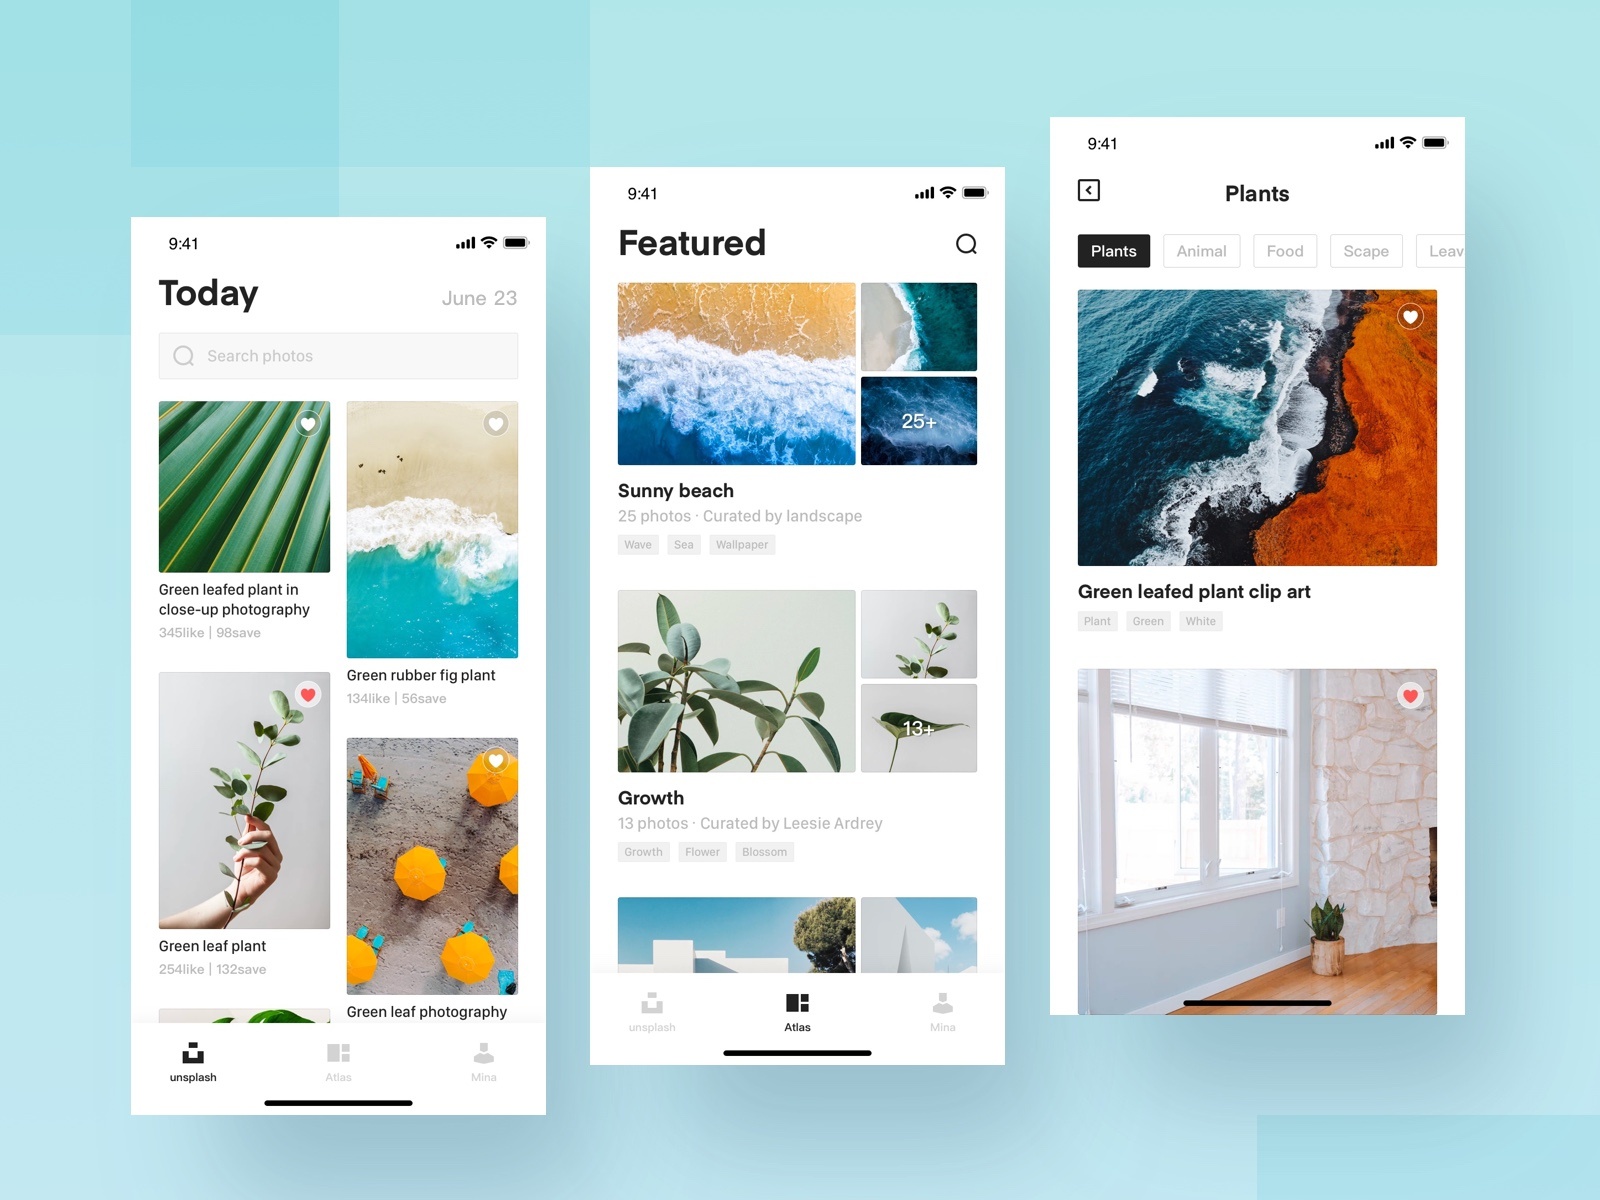 9:41
Today
June 23
Search photos
Green leafed plant in
close-up photography
345like | 98save
Green rubber fig plant
134like | 56save
Green leaf plant
254like | 132save
Green leaf photography
unsplash
Atlas
Mina
9:41
Featured
25+
Sunny beach
25 photos · Curated by landscape
Wave
Sea
Wallpaper
13+
Growth
13 photos · Curated by Leesie Ardrey
Growth
Flower
Blossom
unsplash
Atlas
Mina
9:41
Plants
Plants
Animal
Food
Scape
Leav
Green leafed plant clip art
Plant
Green
White